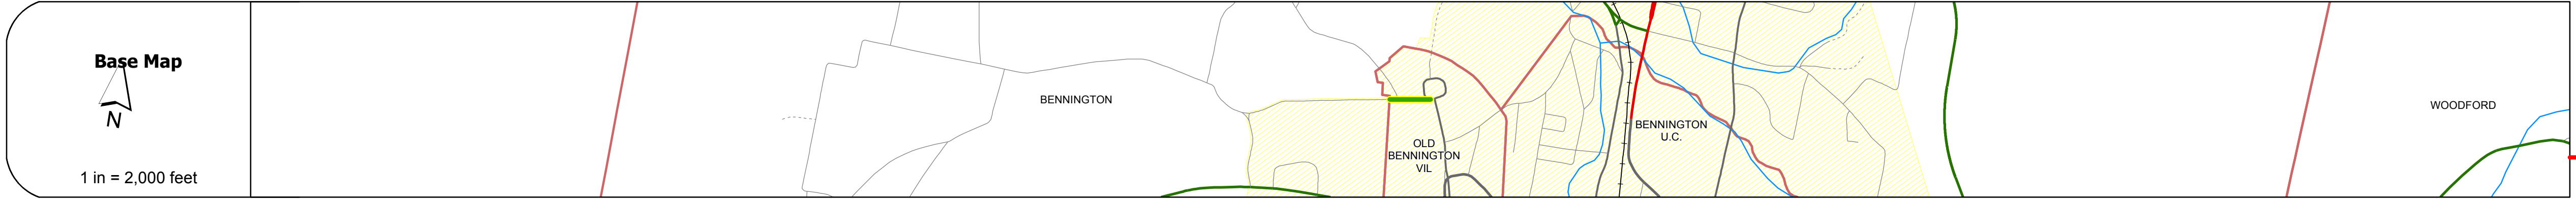 Base Map
N
1 in = 2,000 feet
BENNINGTON
OLD
BENNINGTON
VIL
BENNINGTON
U.C.
WOODFORD